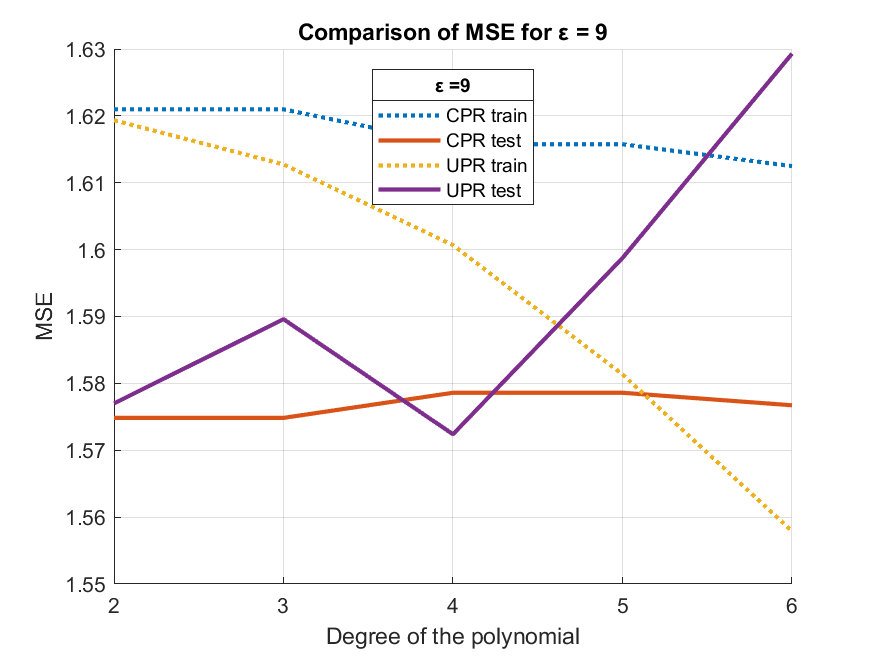 Comparison of MSE for ε = 9
1.63
1.62
1.61
1.6
1.59
1.58
1.57
1.56
1.55
MSE
ε =9
CPR train
CPR test
UPR train
UPR test
2
3
4
5
6
Degree of the polynomial